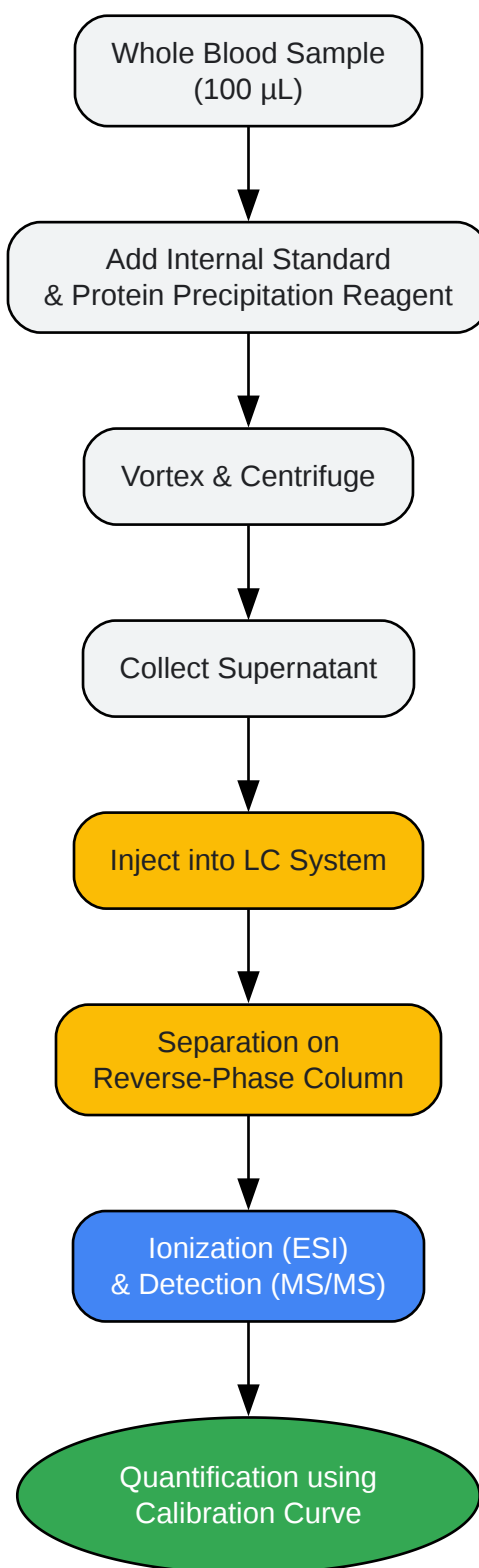 Whole Blood Sample
(100 µL)
Add Internal Standard
& Protein Precipitation Reagent
Vortex & Centrifuge
Collect Supernatant
Inject into LC System
Separation on
Reverse-Phase Column
Ionization (ESI)
& Detection (MS/MS)
Quantification using
Calibration Curve